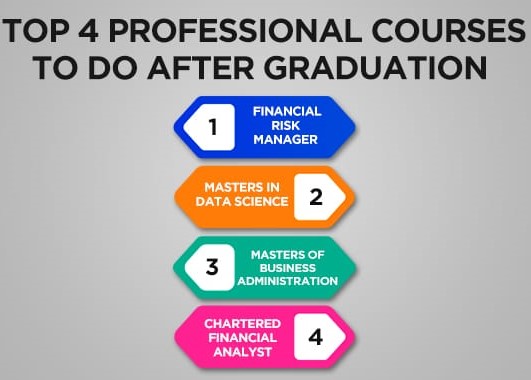 TOP 4 PROFESSIONAL COURSES
TO DO AFTER GRADUATION
1
FINANCIAL
RISK
MANAGER
MASTERS IN
DATA SCIENCE
2
3
MASTERS OF
BUSINESS
ADMINISTRATION
CHARTERED
FINANCIAL
ANALYST
4